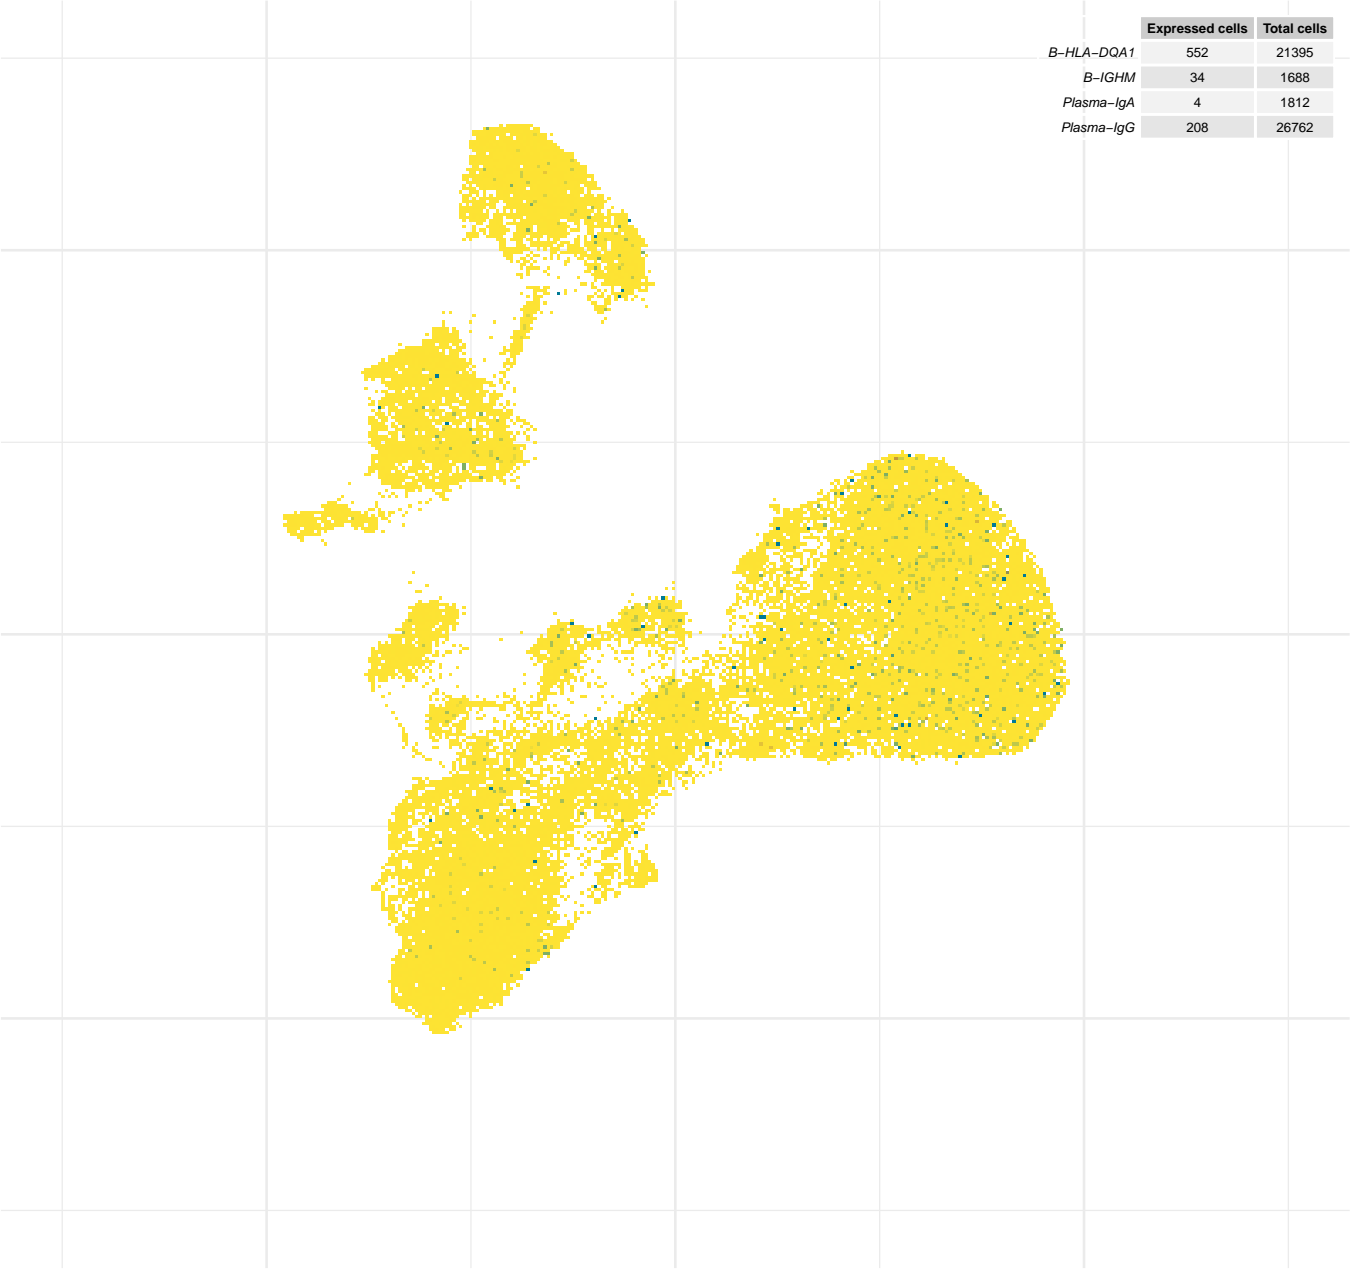 Expressed cells Total cells
B−HLA−DQA1 552 21395
B−IGHM 34 1688
Plasma−IgA 4 1812
Plasma−IgG 208 26762